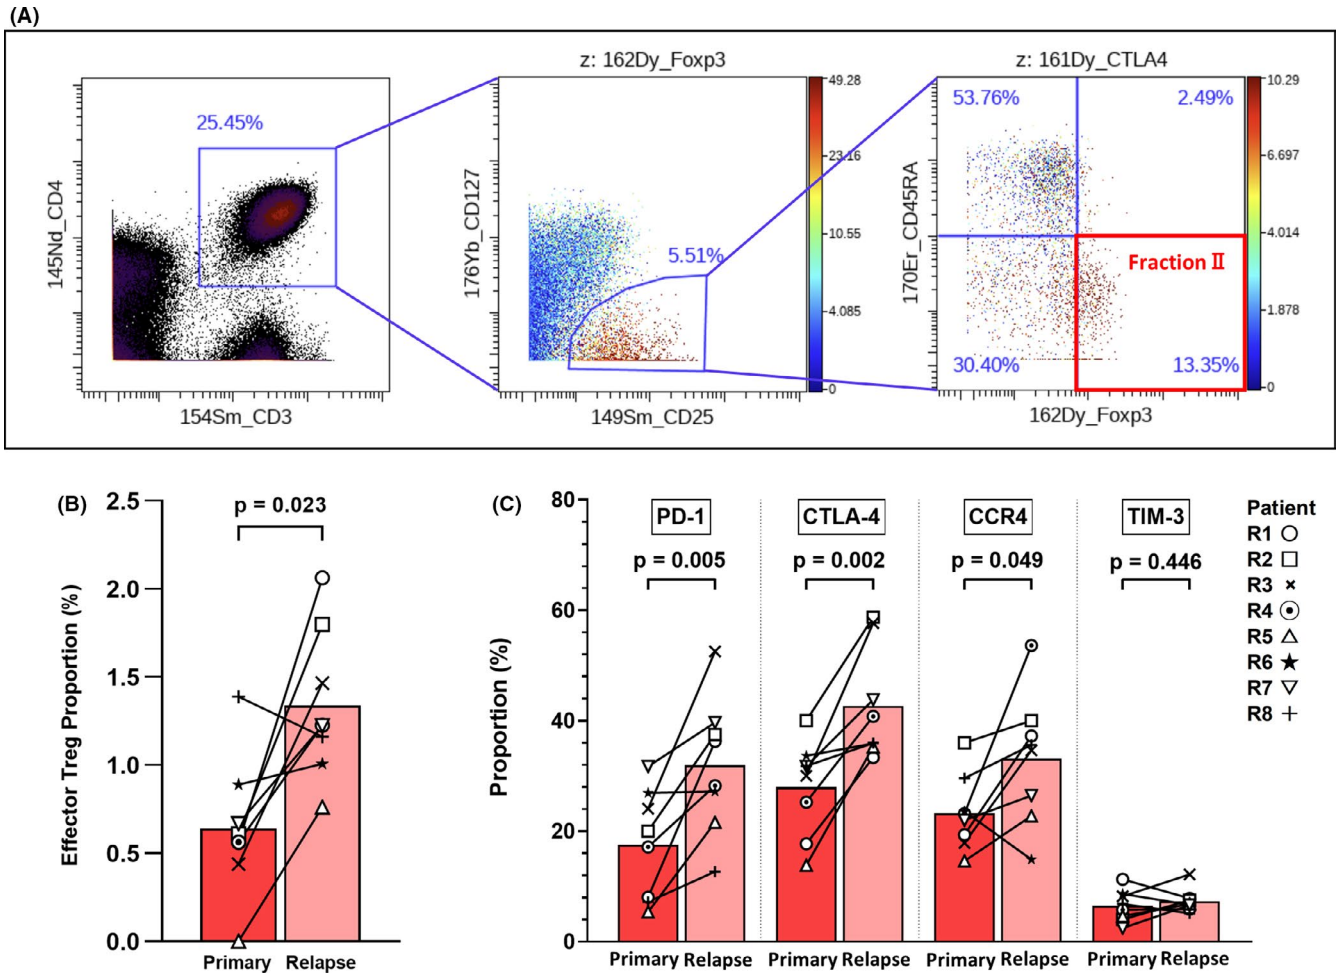 (A)
z: 162Dy_Foxp3
z: 161Dy_CTLA4
25.45%
145Nd_CD4
154Sm_CD3
5.51%
176Yb_CD127
149Sm_CD25
49.28
23.16
10.55
4.085
0
53.76%
2.49%
Fraction Ⅱ
30.40%
13.35%
170Er_CD45RA
162Dy_Foxp3
10.29
6.697
4.014
1.878
0
(B)
p = 0.023
Effector Treg Proportion (%)
2.5
2.0
1.5
1.0
0.5
0.0
Primary Relapse
(C)
Proportion (%)
80
60
40
20
0
PD-1 CTLA-4 CCR4 TIM-3
p = 0.005 p = 0.002 p = 0.049 p = 0.446
Primary Relapse Primary Relapse Primary Relapse Primary Relapse
Patient
R1
R2
R3
R4
R5
R6
R7
R8